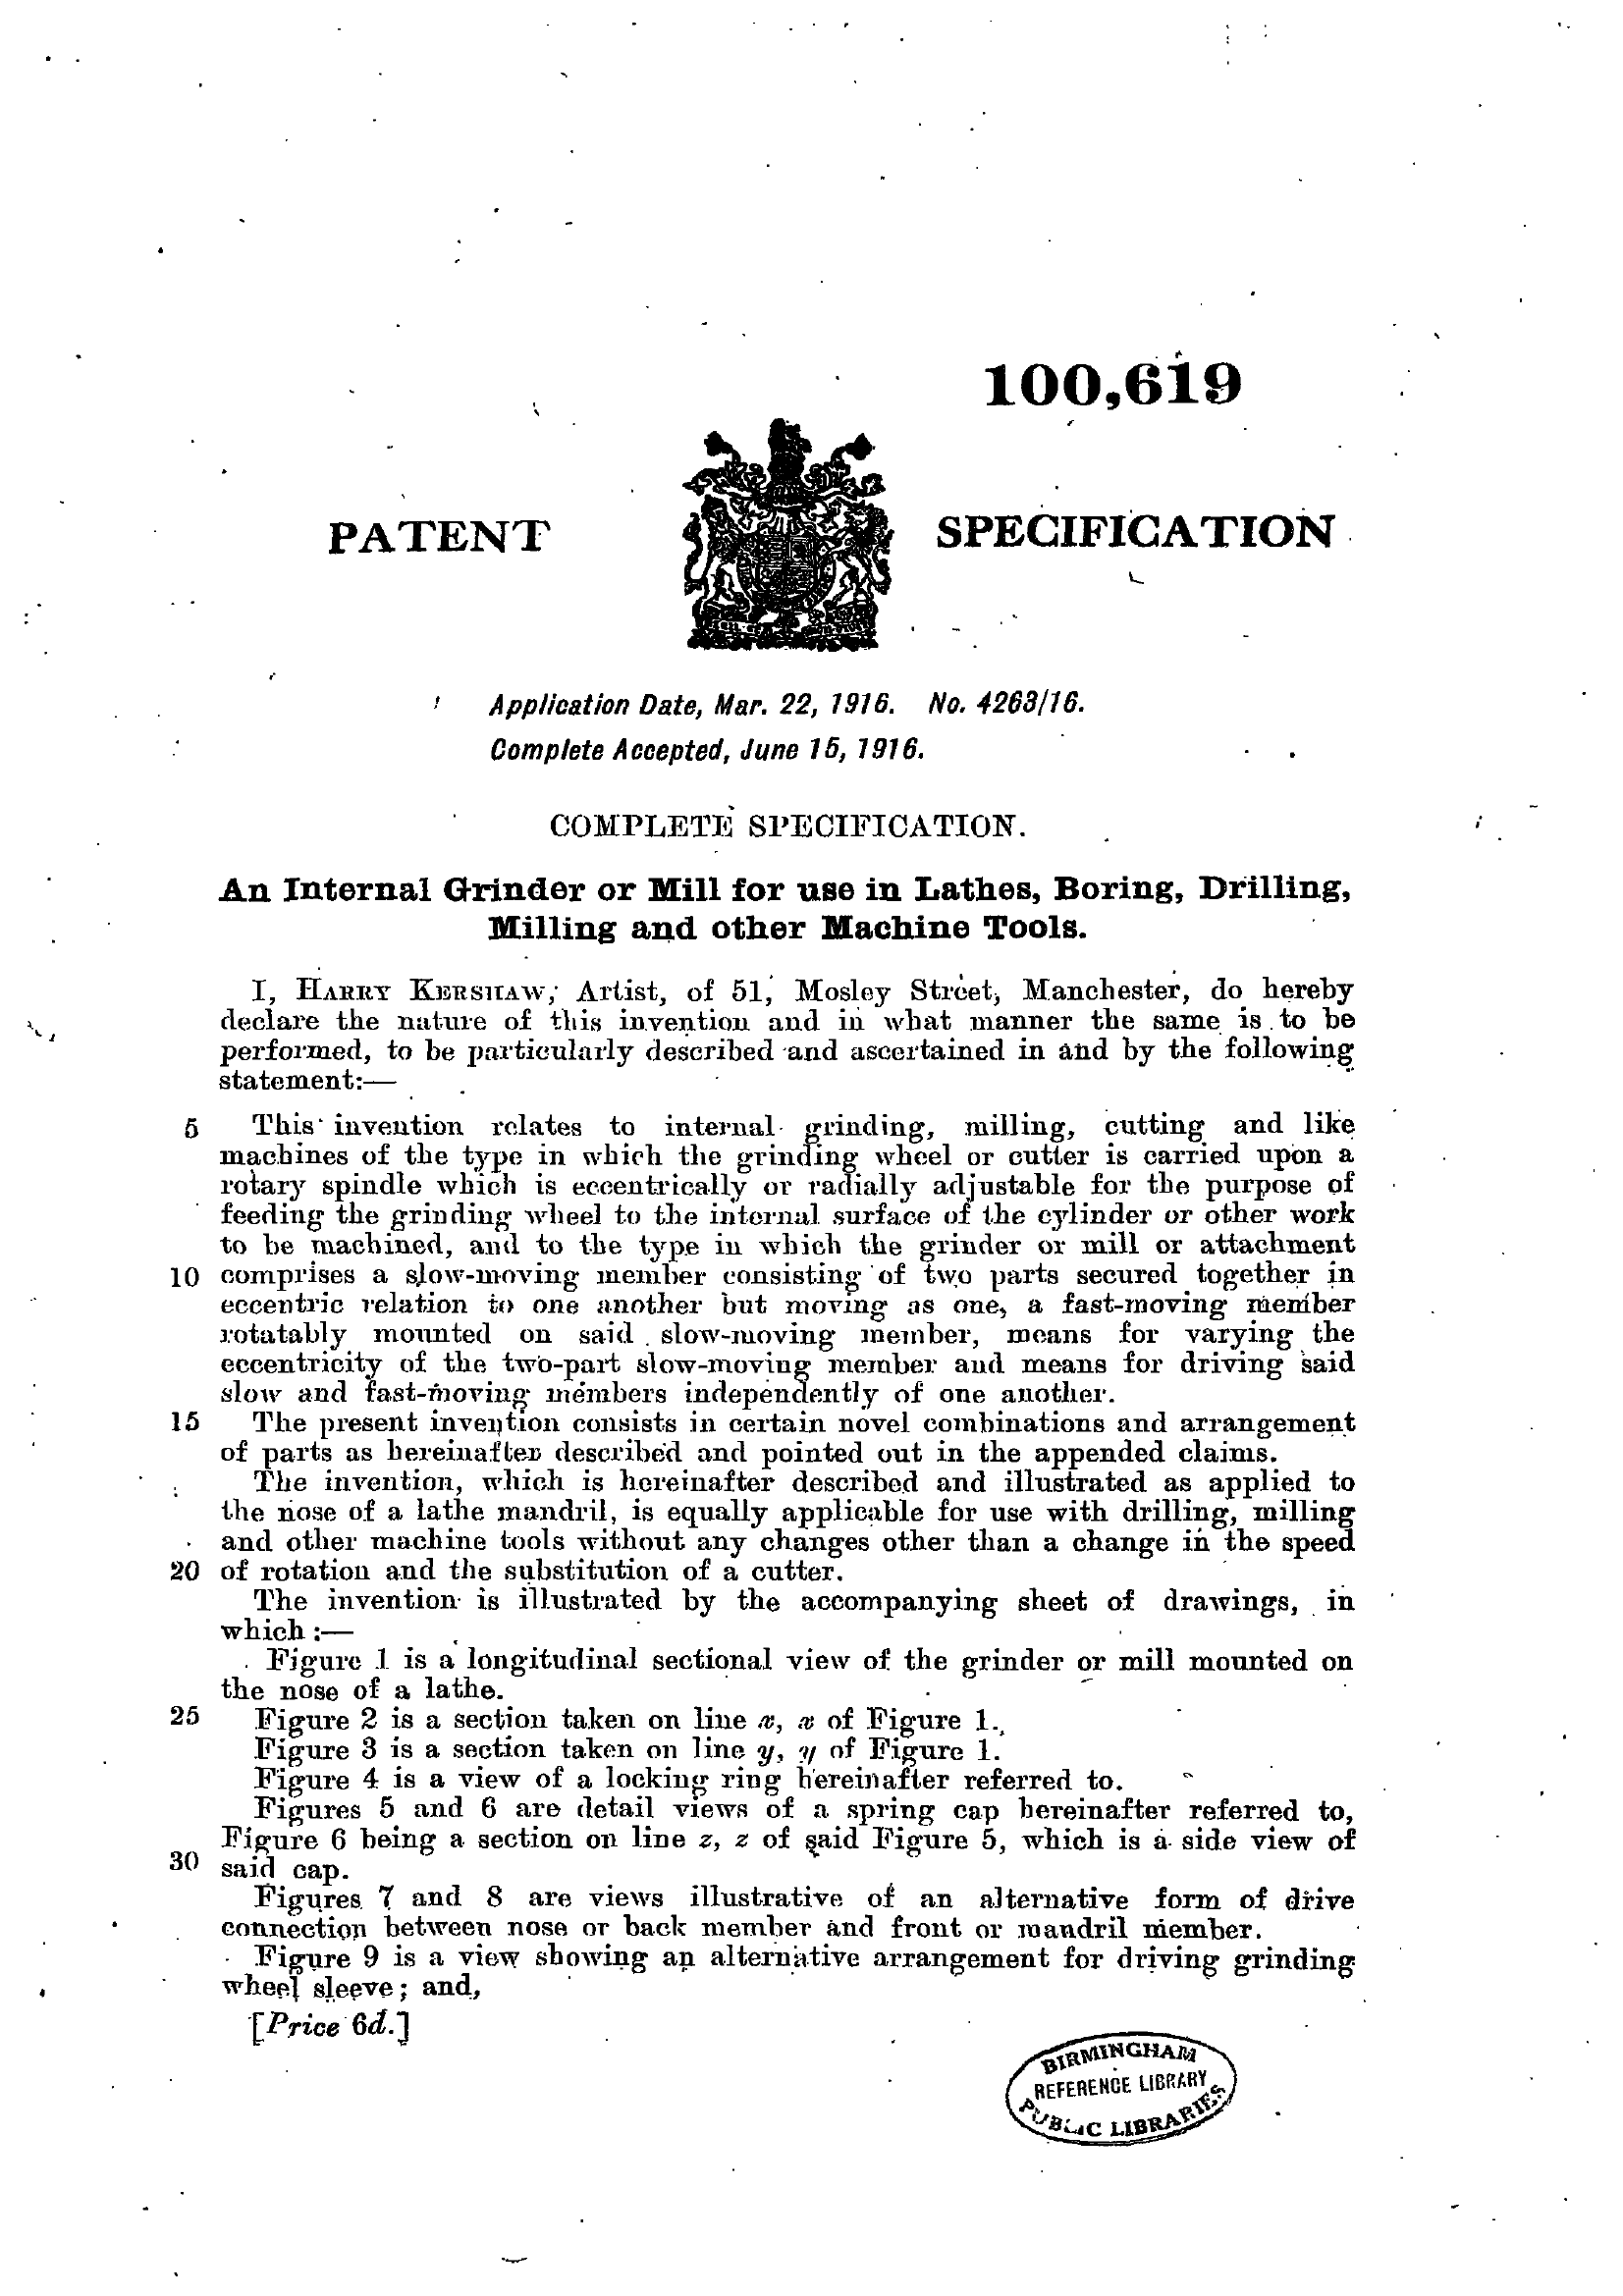 100,619
PATENT SPECIFICATION
Application Date, Mar. 22, 1916. No. 4263/16.
Complete Accepted, June 15, 1916.
COMPLETE SPECIFICATION.
An Internal Grinder or Mill for use in Lathes, Boring, Drilling,
Milling and other Machine Tools.
I, HARRY KERSHAW, Artist, of 51, Mosley Street, Manchester, do hereby
declare the nature of this invention and in what manner the same is to be
performed, to be particularly described and ascertained in and by the following
statement:—
5 This invention relates to internal grinding, milling, cutting and like
machines of the type in which the grinding wheel or cutter is carried upon a
rotary spindle which is eccentrically or radially adjustable for the purpose of
feeding the grinding wheel to the internal surface of the cylinder or other work
to be machined, and to the type in which the grinder or mill or attachment
10 comprises a slow-moving member consisting of two parts secured together in
eccentric relation to one another but moving as one, a fast-moving member
rotatably mounted on said slow-moving member, means for varying the
eccentricity of the two-part slow-moving member and means for driving said
slow and fast-moving members independently of one another.
15 The present invention consists in certain novel combinations and arrangement
of parts as hereinafter described and pointed out in the appended claims.
The invention, which is hereinafter described and illustrated as applied to
the nose of a lathe mandril, is equally applicable for use with drilling, milling
and other machine tools without any changes other than a change in the speed
20 of rotation and the substitution of a cutter.
The invention is illustrated by the accompanying sheet of drawings, in
which:—
Figure 1 is a longitudinal sectional view of the grinder or mill mounted on
the nose of a lathe.
25 Figure 2 is a section taken on line x, x of Figure 1.
Figure 3 is a section taken on line y, y of Figure 1.
Figure 4 is a view of a locking ring hereinafter referred to.
Figures 5 and 6 are detail views of a spring cap hereinafter referred to,
Figure 6 being a section on line z, z of said Figure 5, which is a side view of
30 said cap.
Figures 7 and 8 are views illustrative of an alternative form of drive
connection between nose or back member and front or mandril member.
Figure 9 is a view showing an alternative arrangement for driving grinding
wheel sleeve; and,
[Price 6d.]
BIRMINGHAM
REFERENCE LIBRARY
PUBLIC LIBRARIES